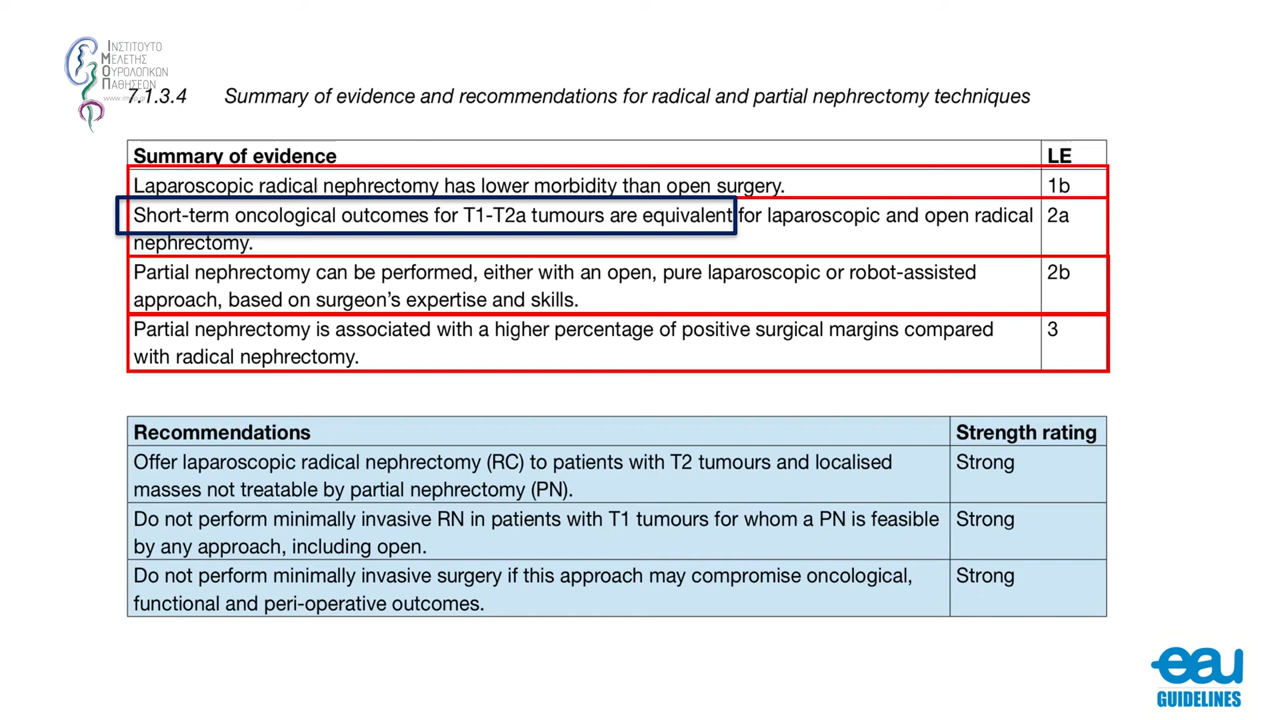 ΙΝΣΤΙΤΟΥΤΟ
ΜΕΛΕΤΗΣ
ΟΥΡΟΛΟΓΙΚΩΝ
ΠΑΘΗΣΕΩΝ
7.1.3.4 Summary of evidence and recommendations for radical and partial nephrectomy techniques
Summary of evidence LE
Laparoscopic radical nephrectomy has lower morbidity than open surgery. 1b
Short-term oncological outcomes for T1-T2a tumours are equivalent for laparoscopic and open radical 2a
nephrectomy.
Partial nephrectomy can be performed, either with an open, pure laparoscopic or robot-assisted 2b
approach, based on surgeon's expertise and skills.
Partial nephrectomy is associated with a higher percentage of positive surgical margins compared 3
with radical nephrectomy.
Recommendations Strength rating
Offer laparoscopic radical nephrectomy (RC) to patients with T2 tumours and localised Strong
masses not treatable by partial nephrectomy (PN).
Do not perform minimally invasive RN in patients with T1 tumours for whom a PN is feasible Strong
by any approach, including open.
Do not perform minimally invasive surgery if this approach may compromise oncological, Strong
functional and peri-operative outcomes.
eau
GUIDELINES